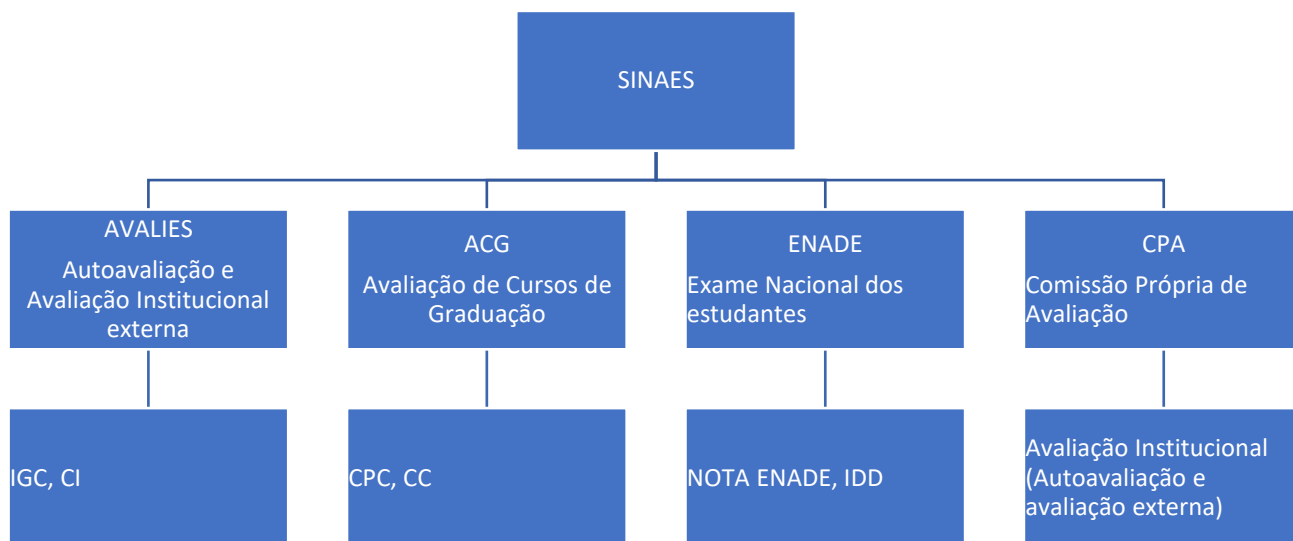 SINAES
AVALIES
Autoavaliação e
Avaliação Institucional
externa
ACG
Avaliação de Cursos de
Graduação
ENADE
Exame Nacional dos
estudantes
CPA
Comissão Própria de
Avaliação
IGC, CI
CPC, CC
NOTA ENADE, IDD
Avaliação Institucional
(Autoavaliação e
avaliação externa)